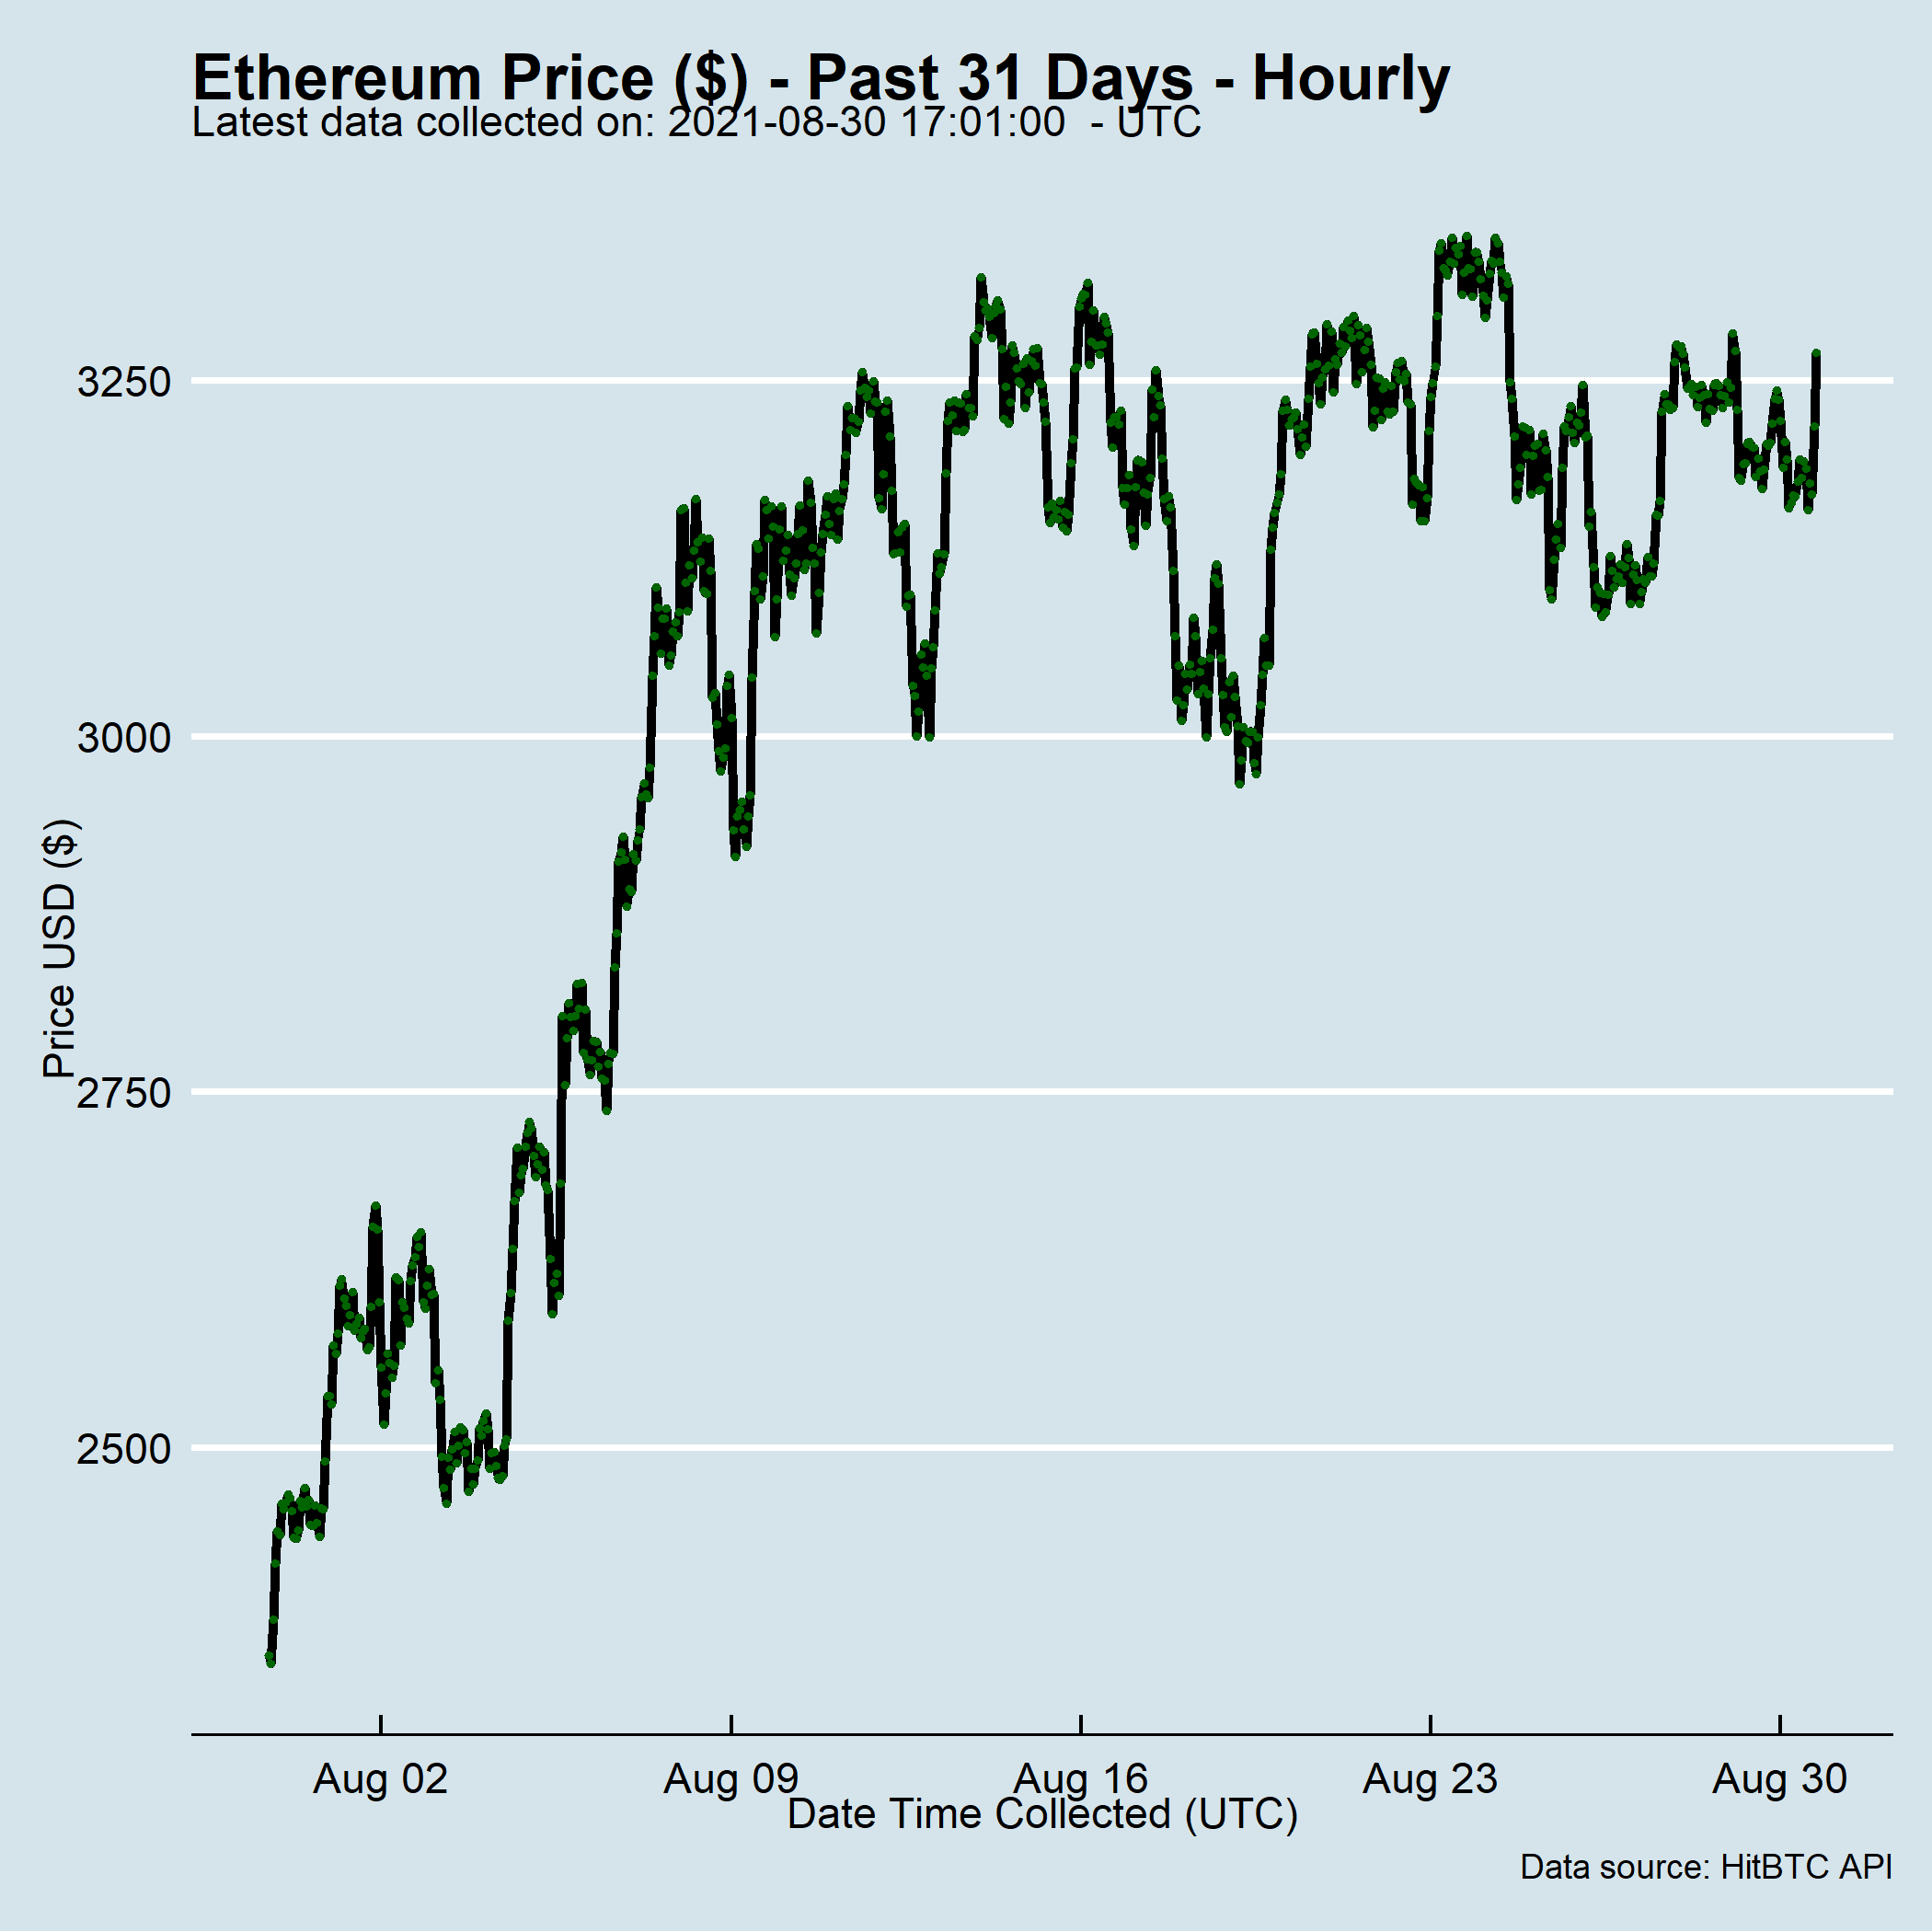 Ethereum Price ($) - Past 31 Days - Hourly
Latest data collected on: 2021-08-30 17:01:00  - UTC
Price USD ($)
3250
3000
2750
2500
Aug 02
Aug 09
Aug 16
Aug 23
Aug 30
Date Time Collected (UTC)
Data source: HitBTC API